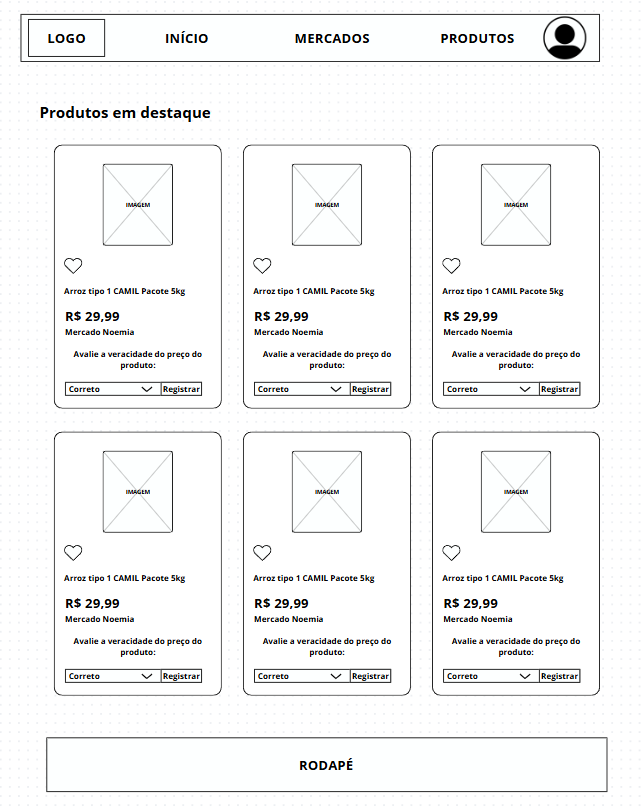 LOGO INÍCIO MERCADOS PRODUTOS
Produtos em destaque
IMAGEM
Arroz tipo 1 CAMIL Pacote 5kg
R$ 29,99
Mercado Noemia
Avalie a veracidade do preço do
produto:
Correto Registrar
IMAGEM
Arroz tipo 1 CAMIL Pacote 5kg
R$ 29,99
Mercado Noemia
Avalie a veracidade do preço do
produto:
Correto Registrar
IMAGEM
Arroz tipo 1 CAMIL Pacote 5kg
R$ 29,99
Mercado Noemia
Avalie a veracidade do preço do
produto:
Correto Registrar
IMAGEM
Arroz tipo 1 CAMIL Pacote 5kg
R$ 29,99
Mercado Noemia
Avalie a veracidade do preço do
produto:
Correto Registrar
IMAGEM
Arroz tipo 1 CAMIL Pacote 5kg
R$ 29,99
Mercado Noemia
Avalie a veracidade do preço do
produto:
Correto Registrar
IMAGEM
Arroz tipo 1 CAMIL Pacote 5kg
R$ 29,99
Mercado Noemia
Avalie a veracidade do preço do
produto:
Correto Registrar
RODAPÉ